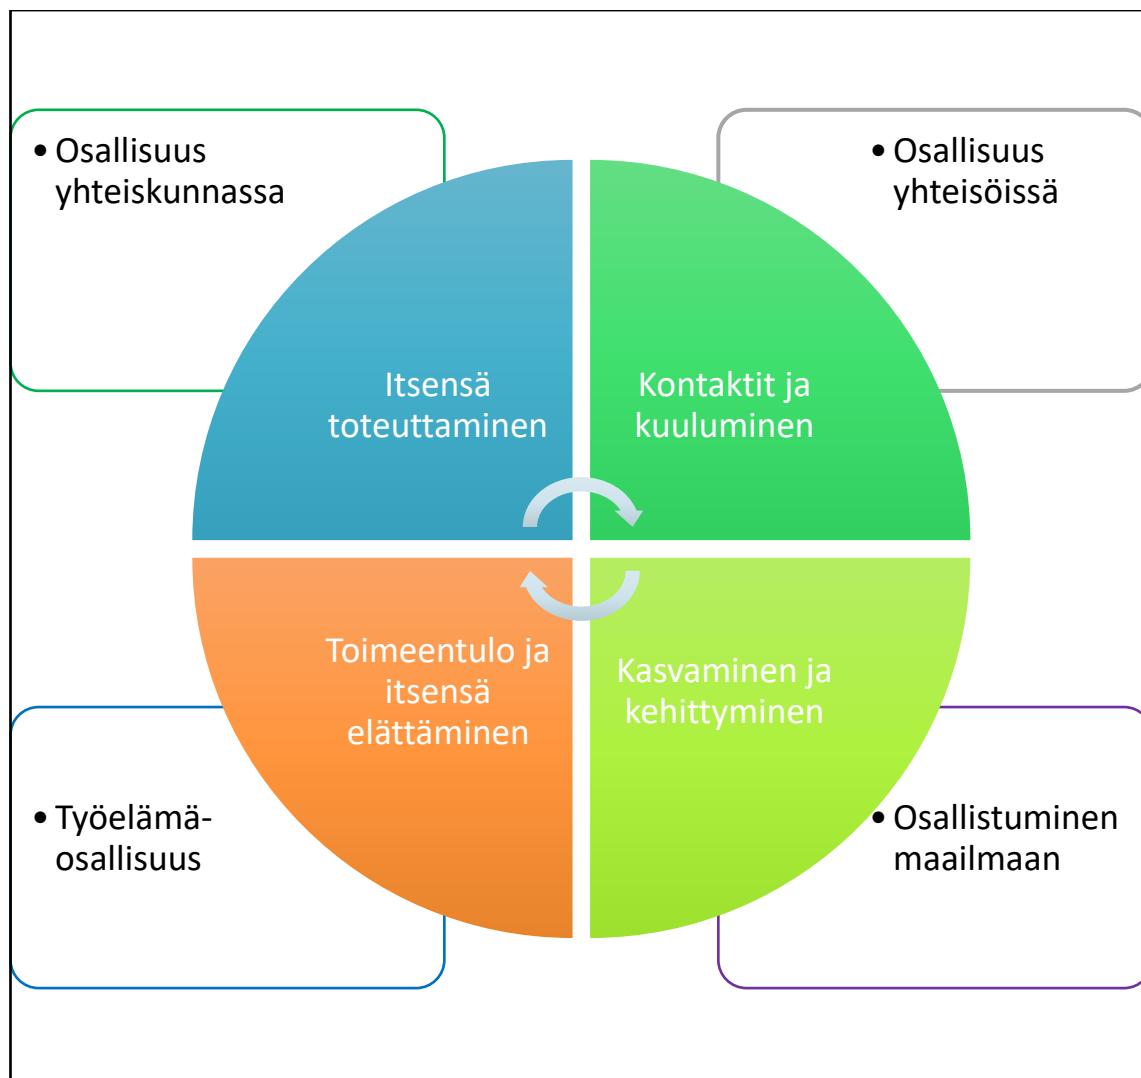 • Osallisuus
yhteiskunnassa
• Osallisuus
yhteisöissä
Itsensä
toteuttaminen
Kontaktit ja
kuuluminen
Toimeentulo ja
itsensä
elättäminen
Kasvaminen ja
kehittyminen
• Työelämä-
osallisuus
• Osallistuminen
maailmaan